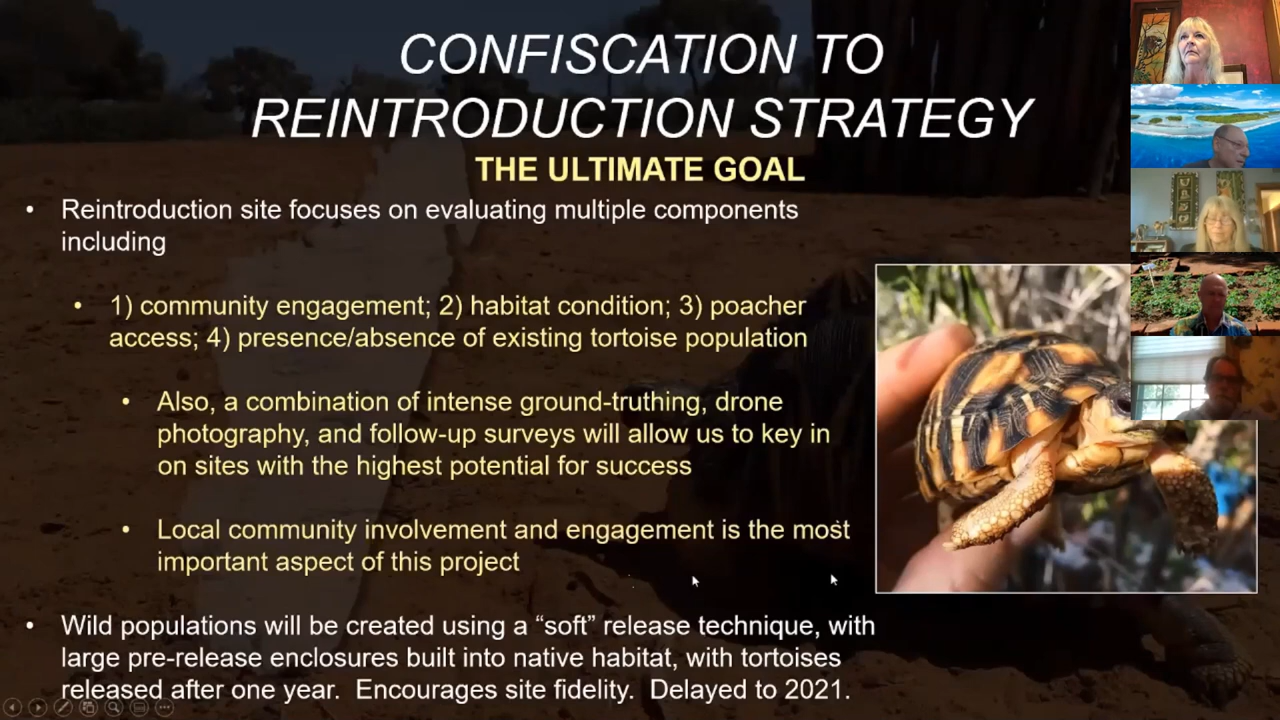 CONFISCATION TO
REINTRODUCTION STRATEGY
THE ULTIMATE GOAL
• Reintroduction site focuses on evaluating multiple components
including
• 1) community engagement; 2) habitat condition; 3) poacher
access; 4) presence/absence of existing tortoise population
• Also, a combination of intense ground-truthing, drone
photography, and follow-up surveys will allow us to key in
on sites with the highest potential for success
• Local community involvement and engagement is the most
important aspect of this project
• Wild populations will be created using a “soft” release technique, with
large pre-release enclosures built into native habitat, with tortoises
released after one year.  Encourages site fidelity.  Delayed to 2021.